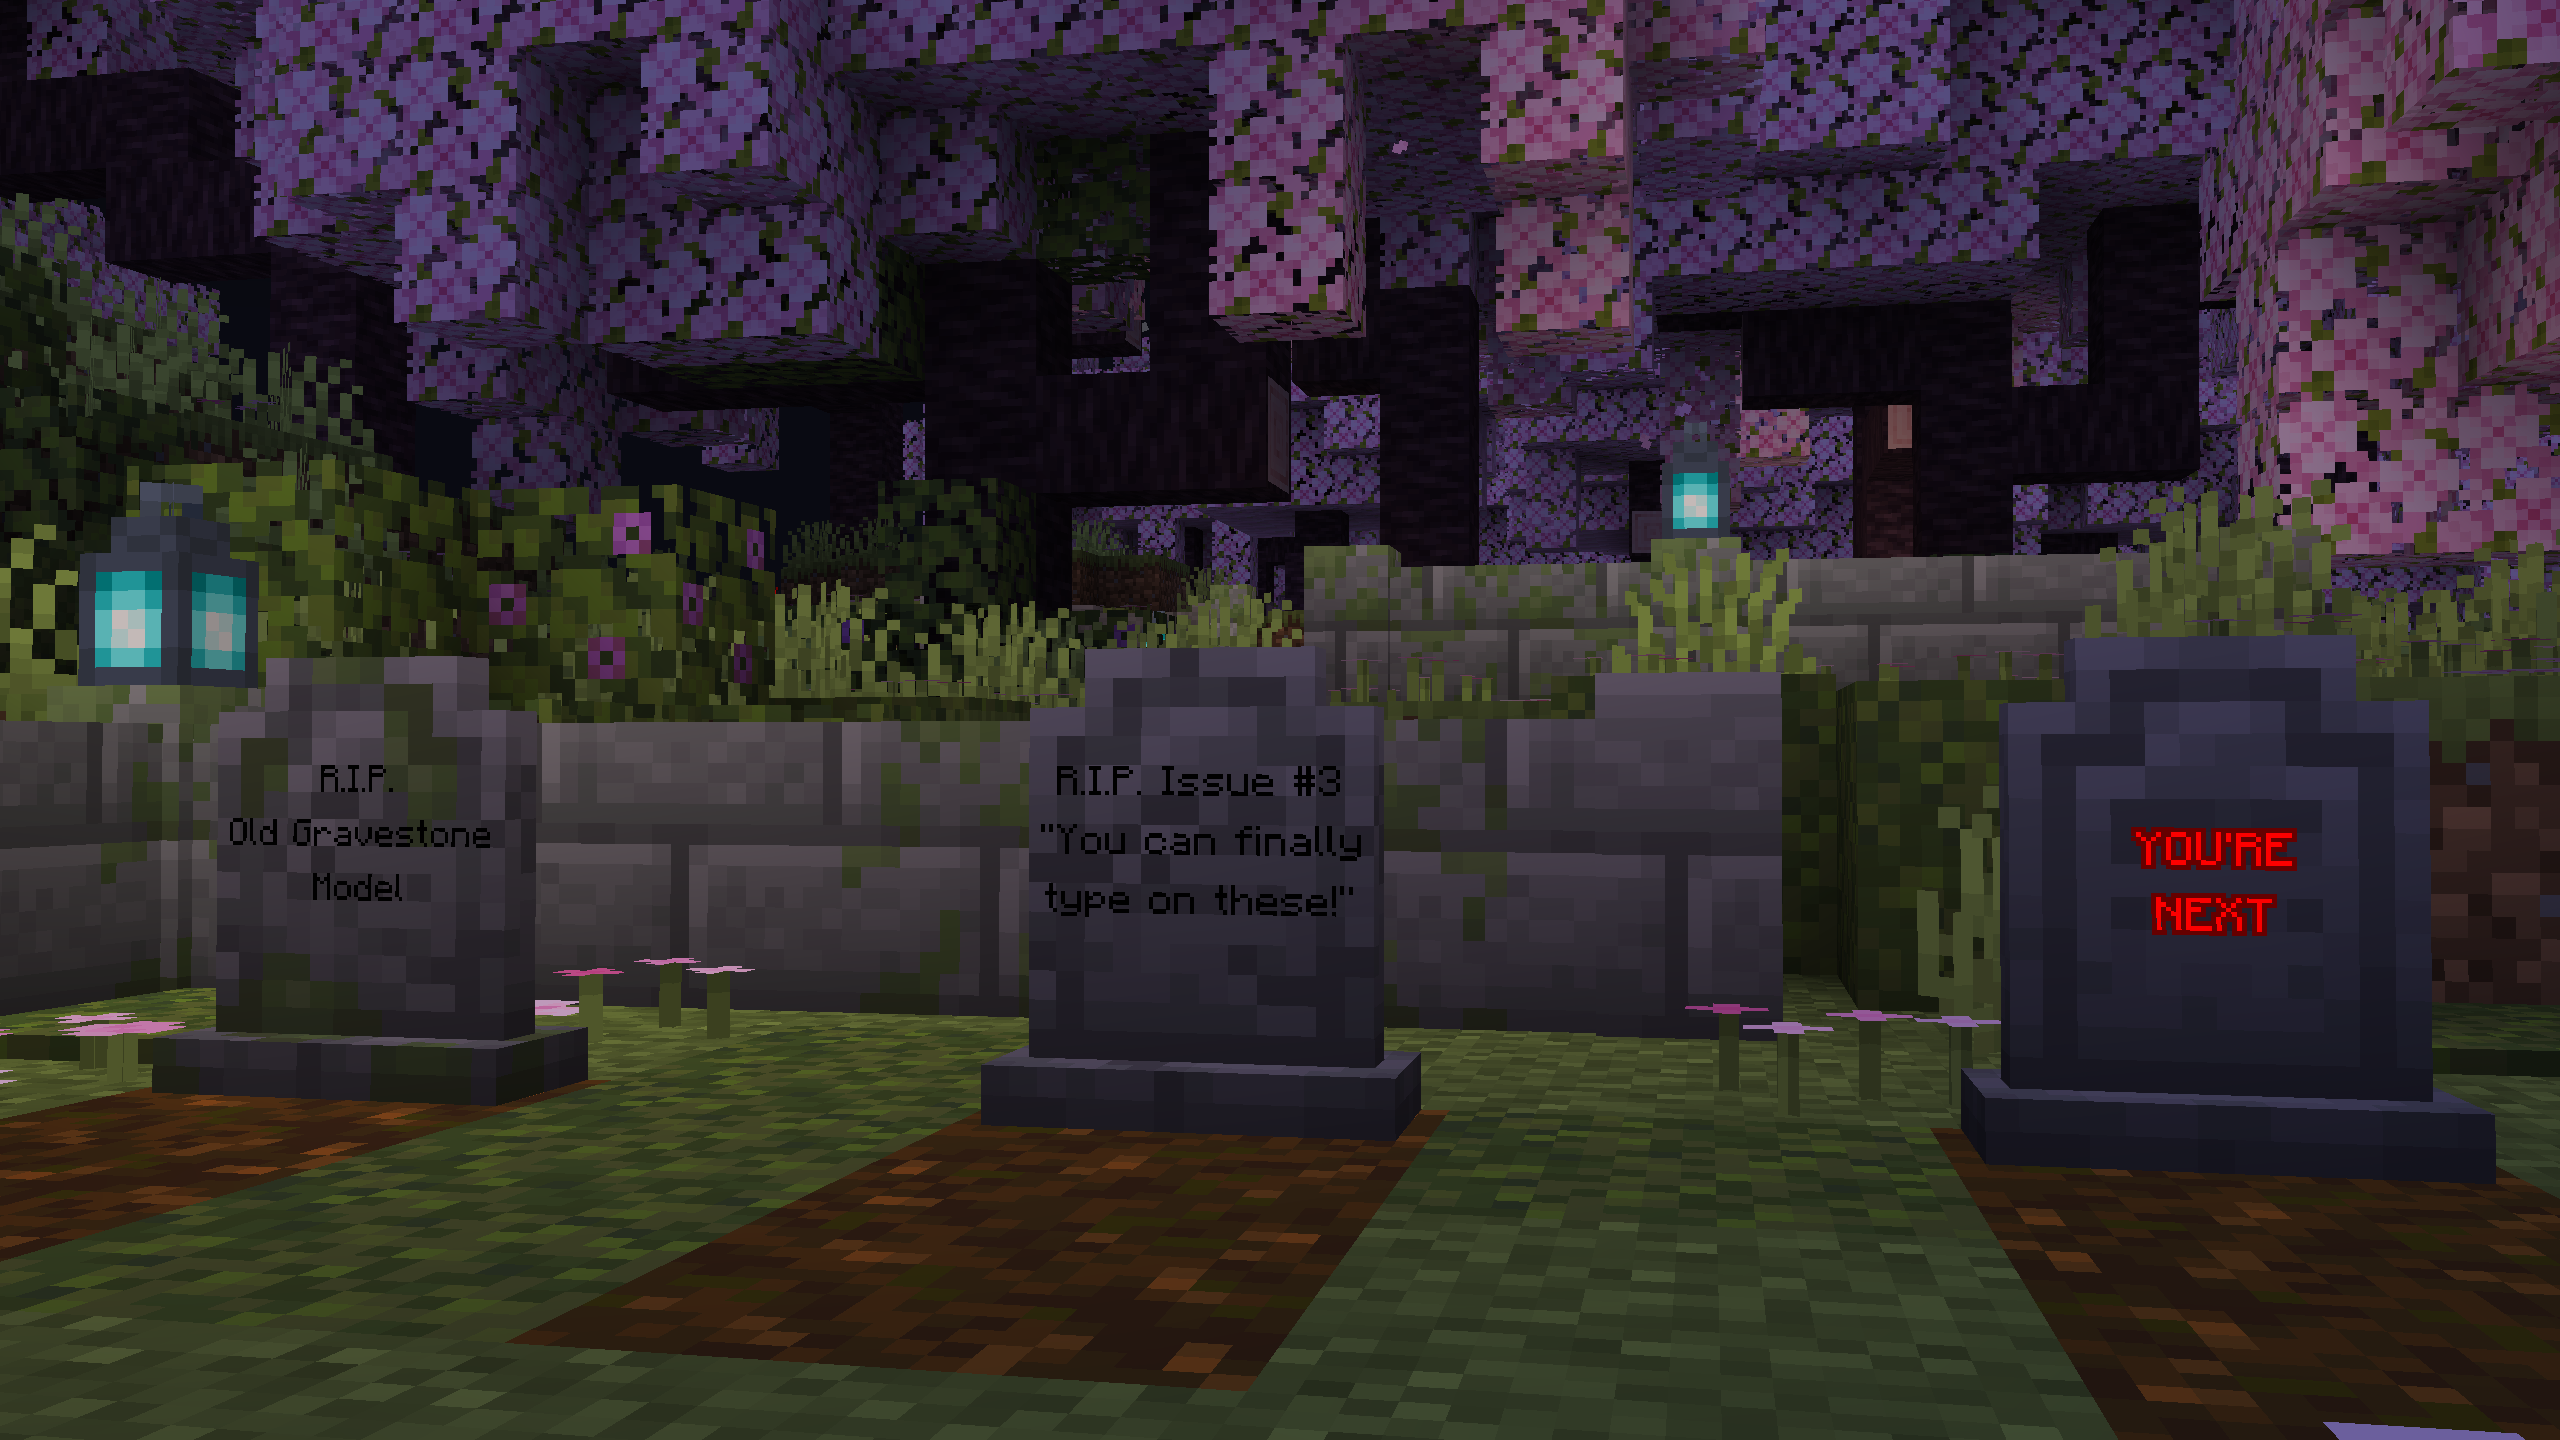 R.I.P.
Old Gravestone
Model
R.I.P. Issue #3
"You can finally
type on these!"
YOU'RE
NEXT